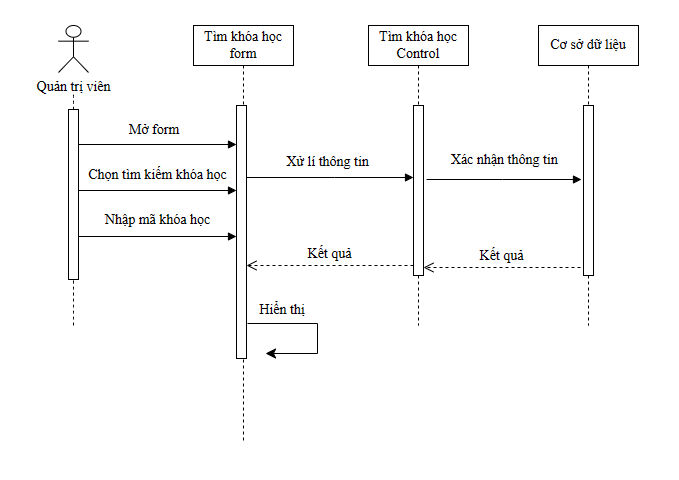 Tìm khóa học
form
Tìm khóa học
Control
Cơ sở dữ liệu
Quản trị viên
Mở form
Chọn tìm kiếm khóa học
Nhập mã khóa học
Xử lí thông tin
Xác nhận thông tin
Kết quả
Kết quả
Hiển thị